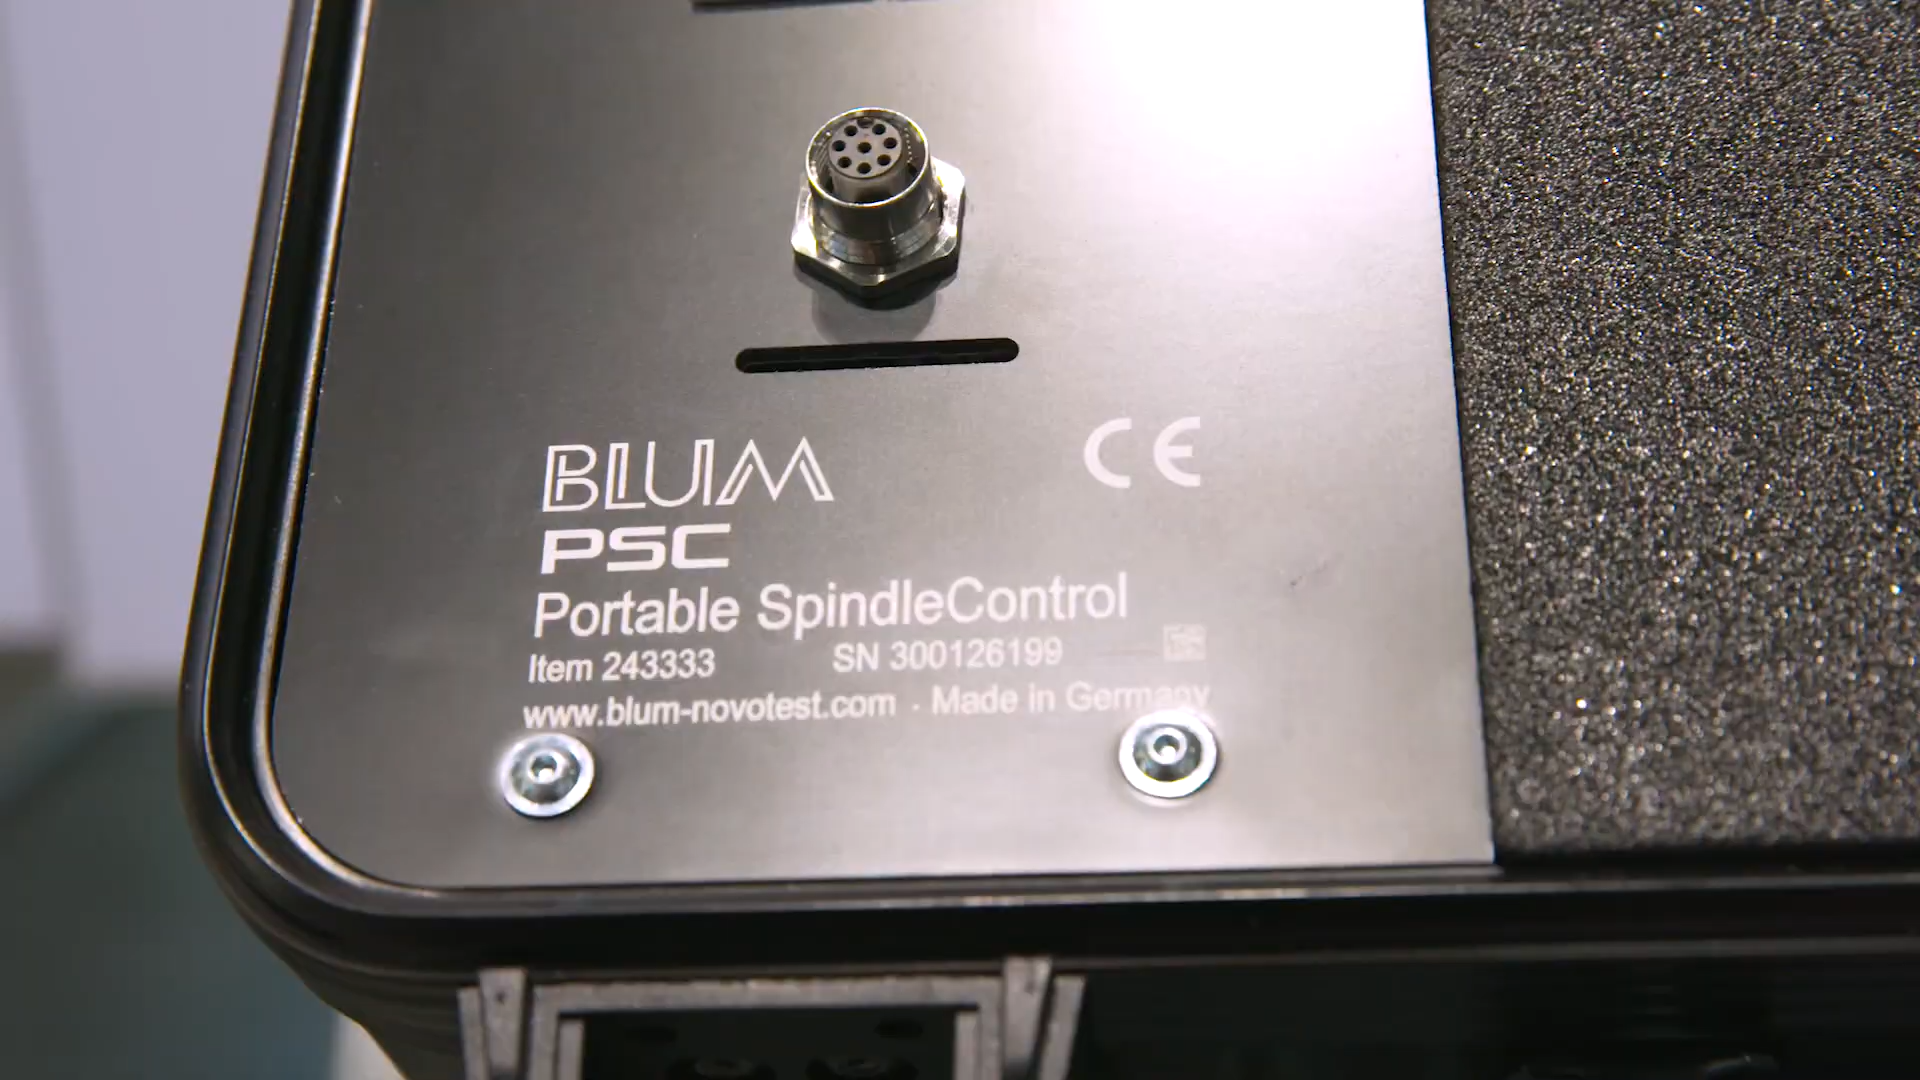 BLUM
CE
PSC
Portable SpindleControl
Item 243333 SN 300126199
www.blum-novotest.com · Made in Germany